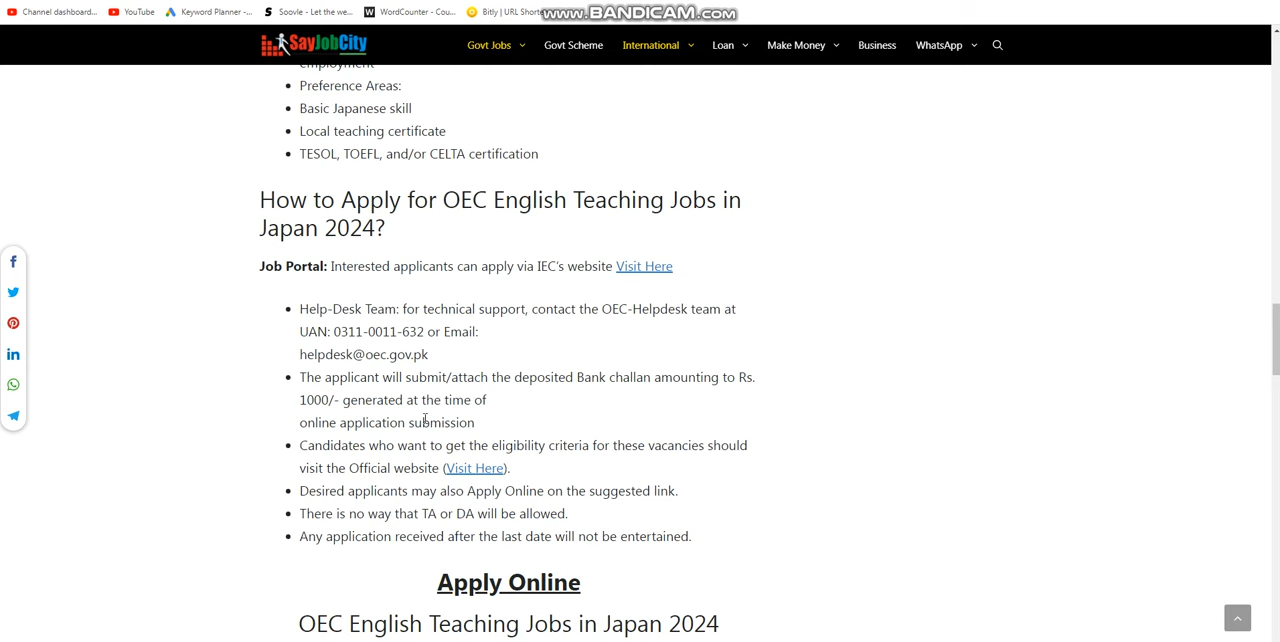 Channel dashboard... YouTube Keyword Planner -... Soovle - Let the we... WordCounter - Cou... Bitly | URL Shorte
www.BANDICAM.com
SayJobCity Govt Jobs Govt Scheme International Loan Make Money Business WhatsApp
employment
Preference Areas:
Basic Japanese skill
Local teaching certificate
TESOL, TOEFL, and/or CELTA certification
How to Apply for OEC English Teaching Jobs in
Japan 2024?
Job Portal: Interested applicants can apply via IEC's website Visit Here
Help-Desk Team: for technical support, contact the OEC-Helpdesk team at
UAN: 0311-0011-632 or Email:
helpdesk@oec.gov.pk
The applicant will submit/attach the deposited Bank challan amounting to Rs.
1000/- generated at the time of
online application submission
Candidates who want to get the eligibility criteria for these vacancies should
visit the Official website (Visit Here).
Desired applicants may also Apply Online on the suggested link.
There is no way that TA or DA will be allowed.
Any application received after the last date will not be entertained.
Apply Online
OEC English Teaching Jobs in Japan 2024